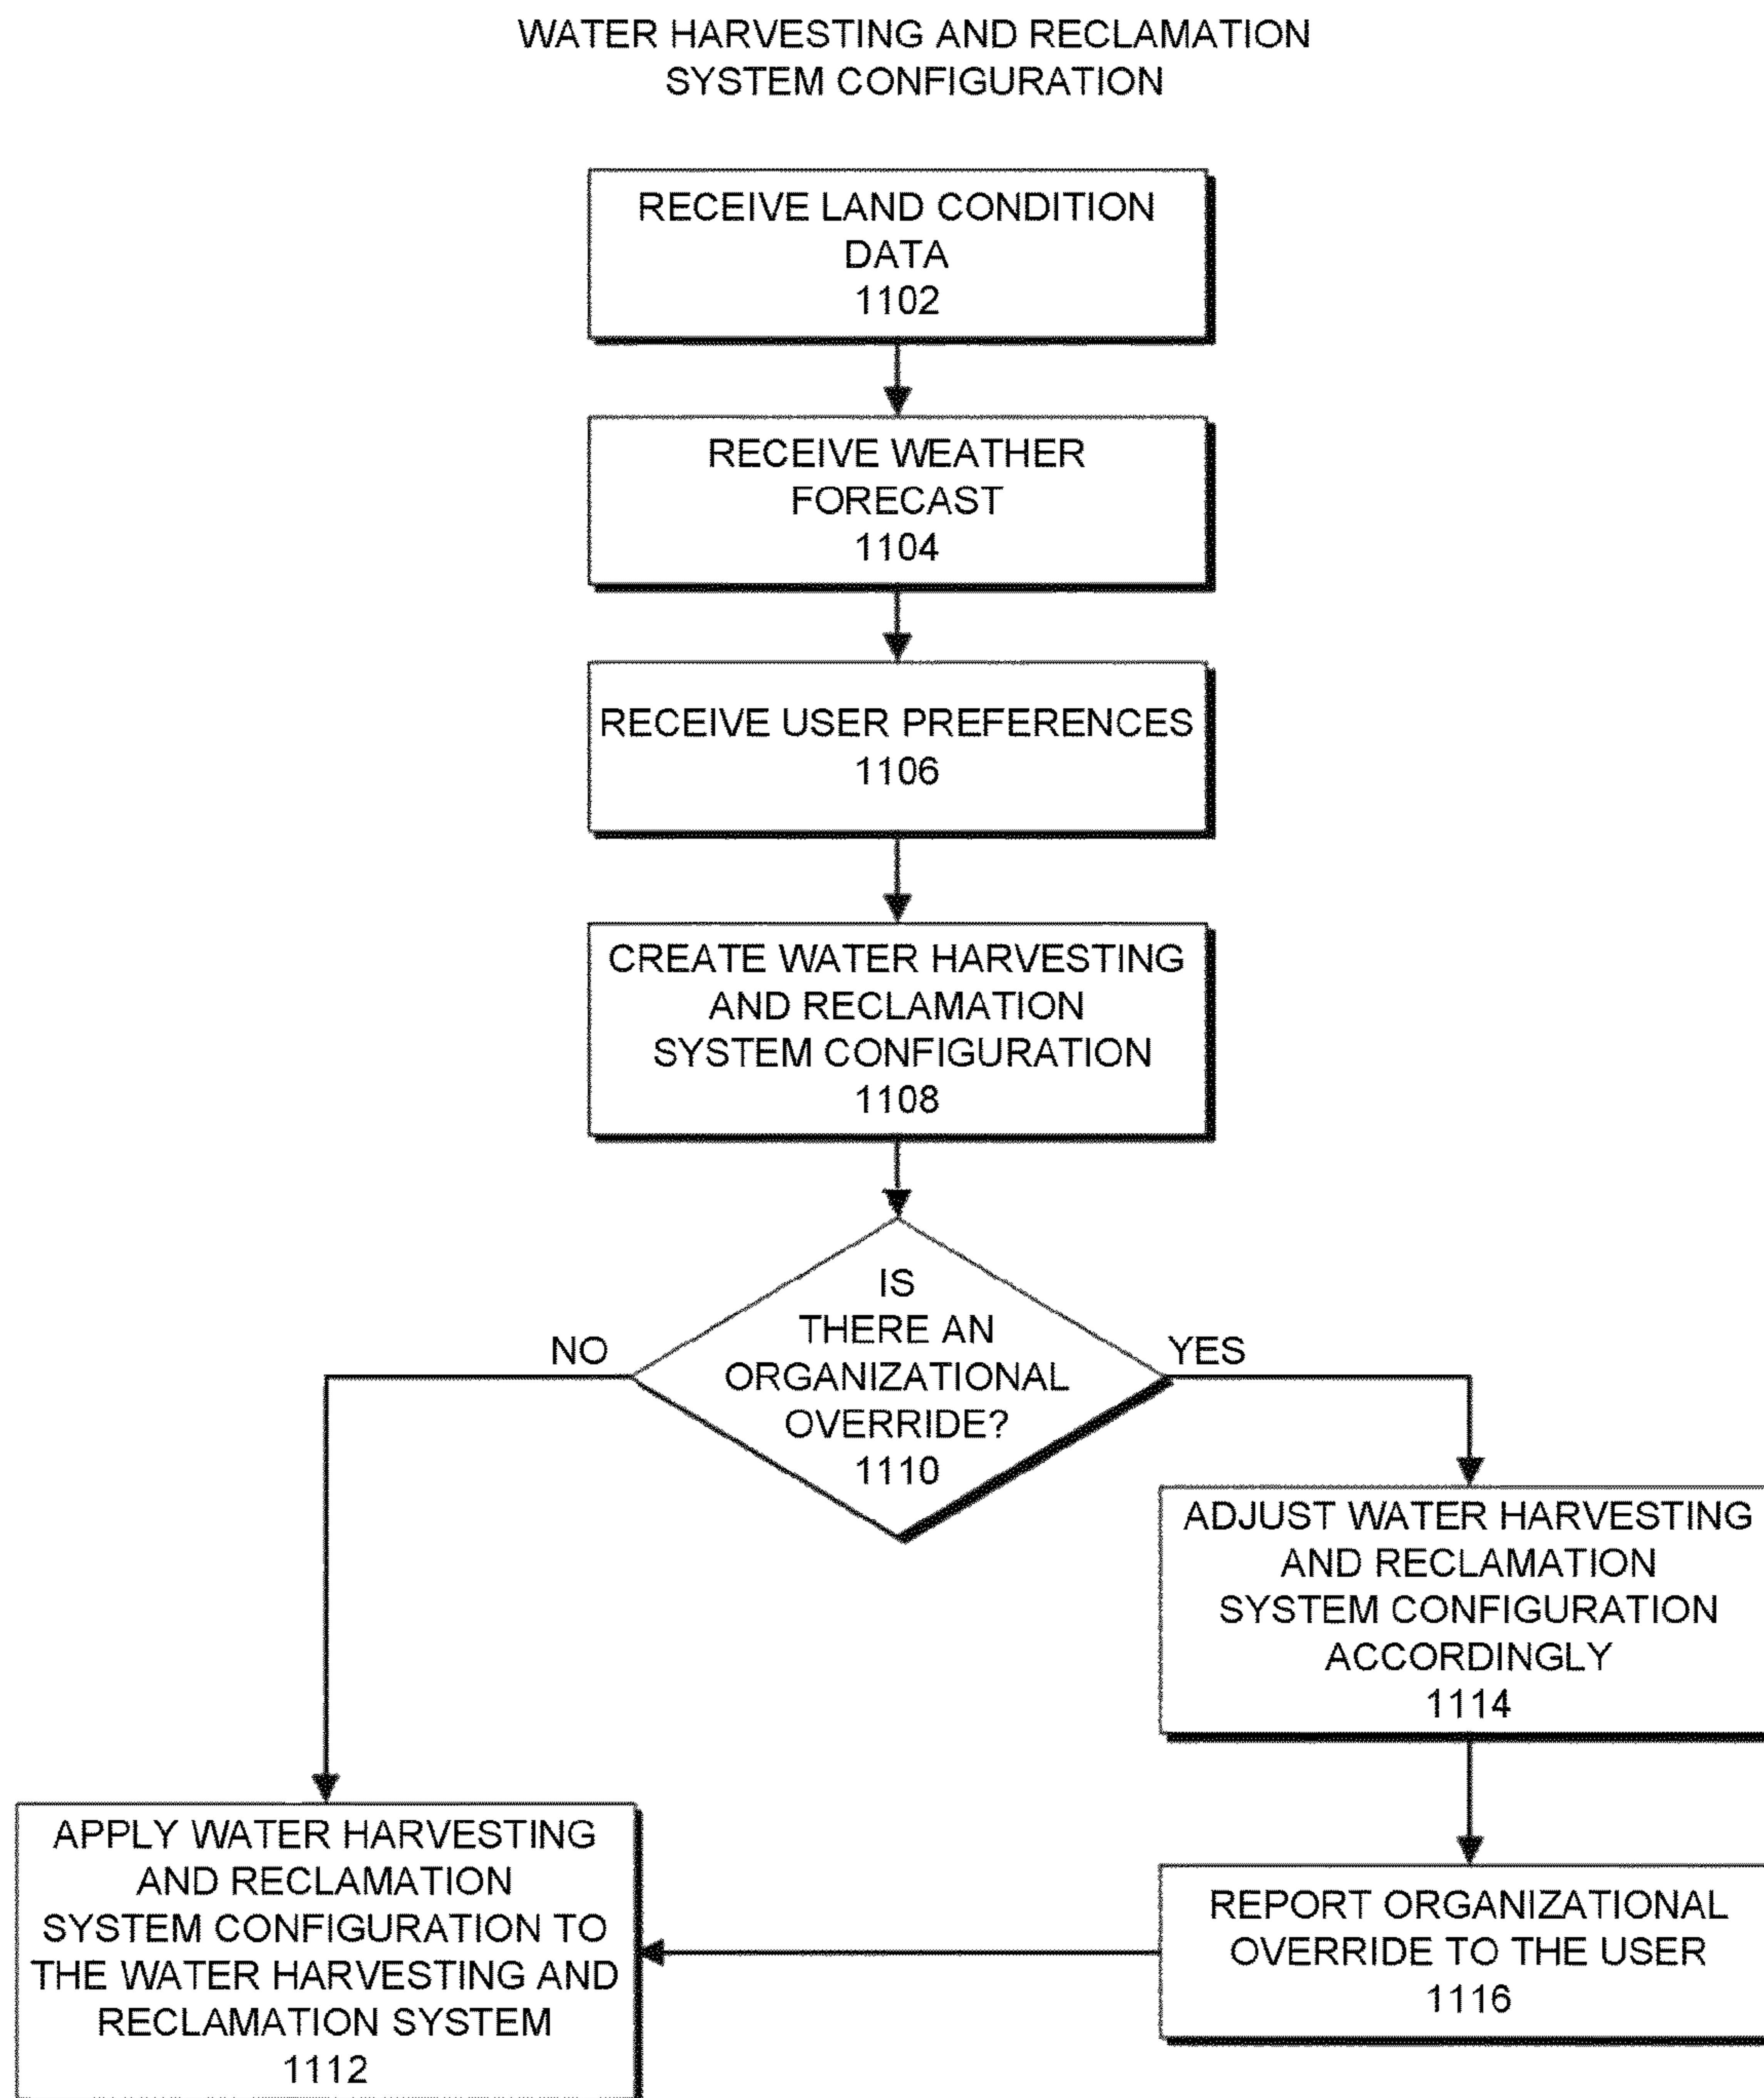 WATER HARVESTING AND RECLAMATION
SYSTEM CONFIGURATION
RECEIVE LAND CONDITION
DATA
1102
RECEIVE WEATHER
FORECAST
1104
RECEIVE USER PREFERENCES
1106
CREATE WATER HARVESTING
AND RECLAMATION
SYSTEM CONFIGURATION
1108
IS
THERE AN
ORGANIZATIONAL
OVERRIDE?
1110
NO
YES
ADJUST WATER HARVESTING
AND RECLAMATION
SYSTEM CONFIGURATION
ACCORDINGLY
1114
APPLY WATER HARVESTING
AND RECLAMATION
SYSTEM CONFIGURATION TO
THE WATER HARVESTING AND
RECLAMATION SYSTEM
1112
REPORT ORGANIZATIONAL
OVERRIDE TO THE USER
1116